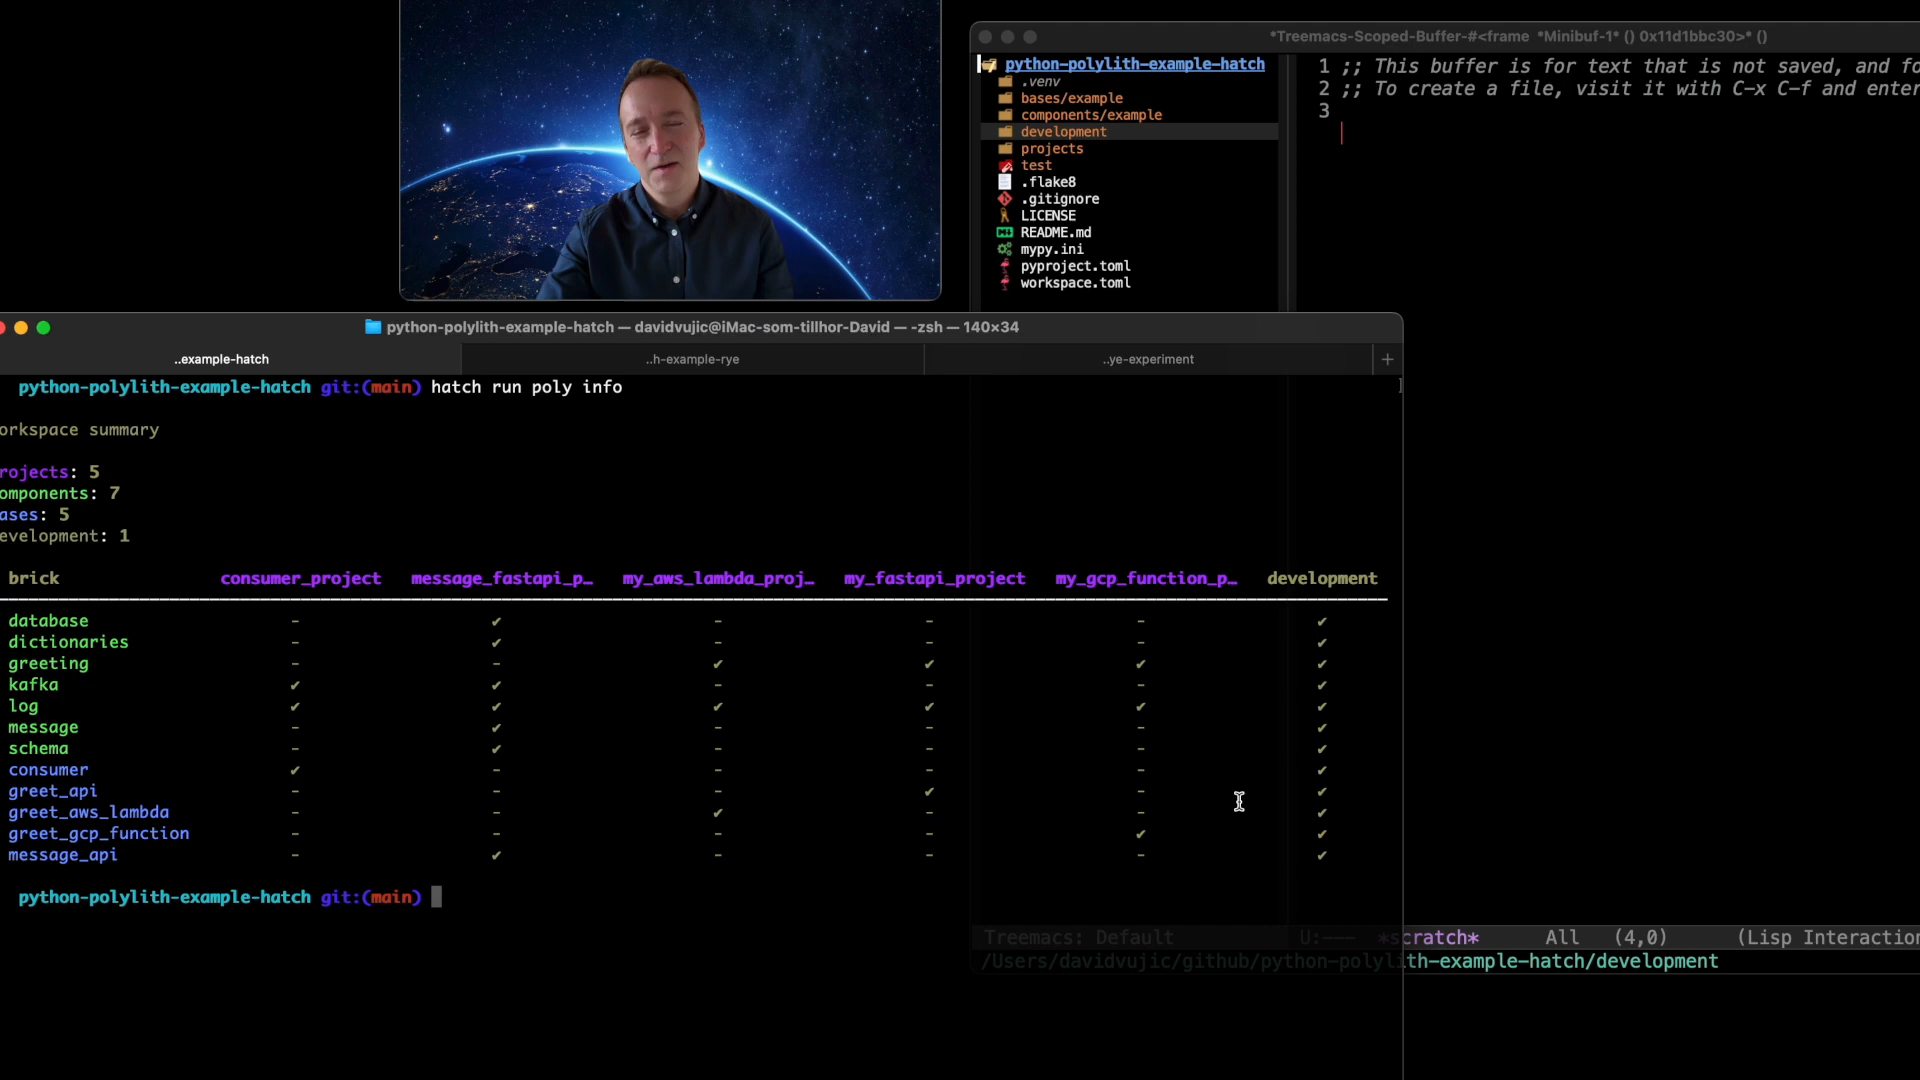 *Treemacs-Scoped-Buffer-#<frame *Minibuf-1* () 0x11d1bbc30>* ()
python-polylith-example-hatch
.venv
bases/example
components/example
development
projects
test
.flake8
.gitignore
LICENSE
README.md
mypy.ini
pyproject.toml
workspace.toml
1 ;; This buffer is for text that is not saved, and fo
2 ;; To create a file, visit it with C-x C-f and enter
3
python-polylith-example-hatch — davidvujic@iMac-som-tillhor-David — -zsh — 140×34
..example-hatch ..h-example-rye ..ye-experiment +
python-polylith-example-hatch git:(main) hatch run poly info
orkspace summary
rojects: 5
omponents: 7
ases: 5
evelopment: 1
brick consumer_project message_fastapi_p… my_aws_lambda_proj… my_fastapi_project my_gcp_function_p… development
database - ✔ - - - ✔
dictionaries - ✔ - - - ✔
greeting - - ✔ ✔ ✔ ✔
kafka ✔ ✔ - - - ✔
log ✔ ✔ ✔ ✔ ✔ ✔
message - ✔ - - - ✔
schema - ✔ - - - ✔
consumer ✔ - - - - ✔
greet_api - - - ✔ - ✔
greet_aws_lambda - - ✔ - - ✔
greet_gcp_function - - - - ✔ ✔
message_api - ✔ - - - ✔
python-polylith-example-hatch git:(main)
Treemacs: Default U:--- *scratch* All (4,0) (Lisp Interaction
/Users/davidvujic/github/python-polylith-example-hatch/development